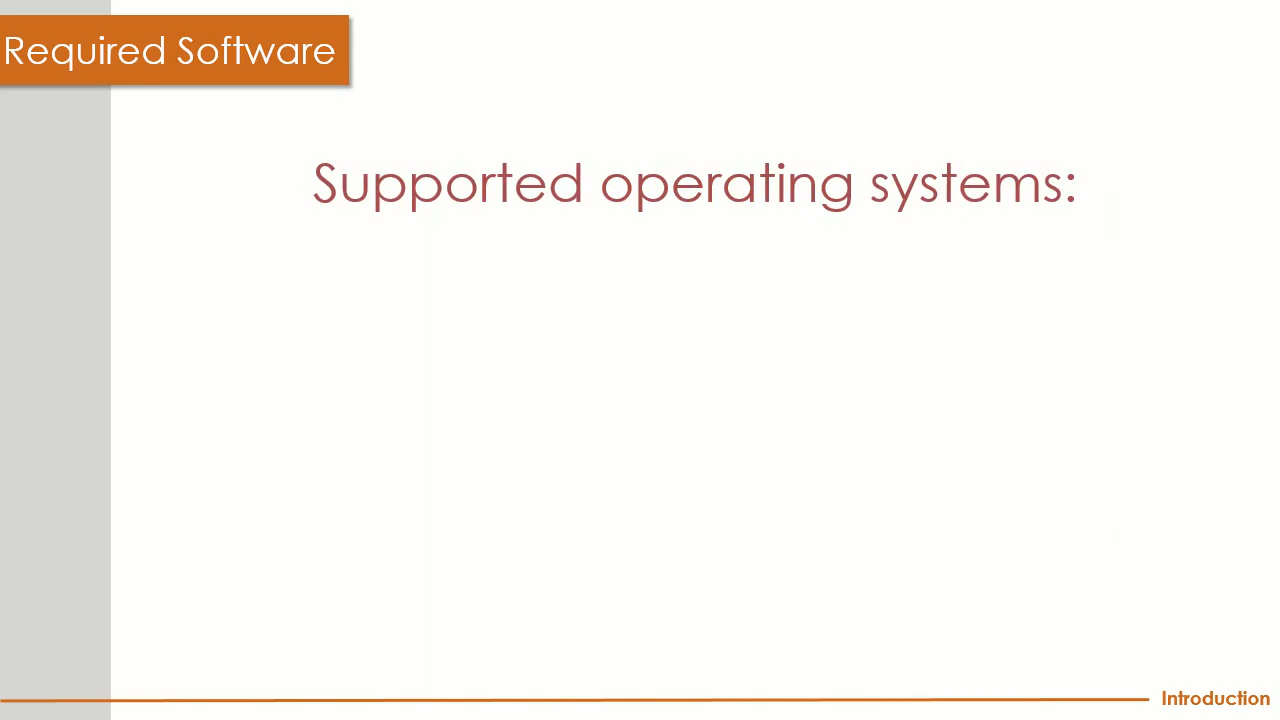 Required Software
Supported operating systems:
Introduction